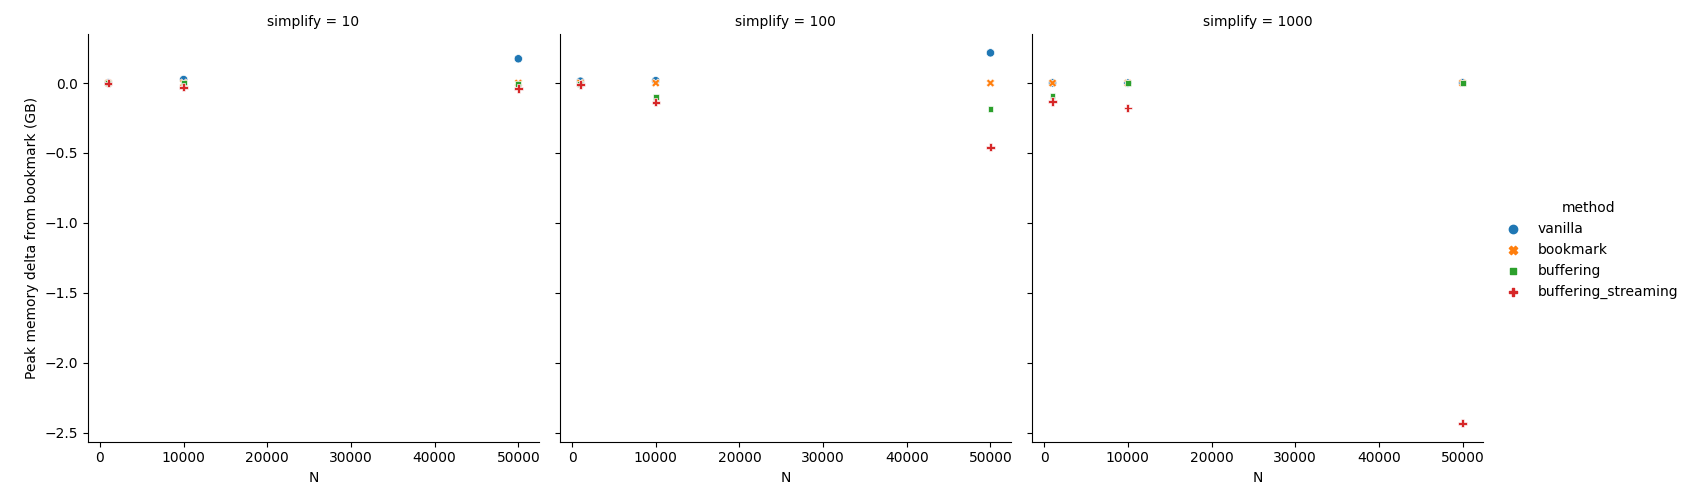 simplify = 10
simplify = 100
simplify = 1000
Peak memory delta from bookmark (GB)
0.0
−0.5
−1.0
−1.5
−2.0
−2.5
0 10000 20000 30000 40000 50000
0 10000 20000 30000 40000 50000
0 10000 20000 30000 40000 50000
N
N
N
method
vanilla
bookmark
buffering
buffering_streaming